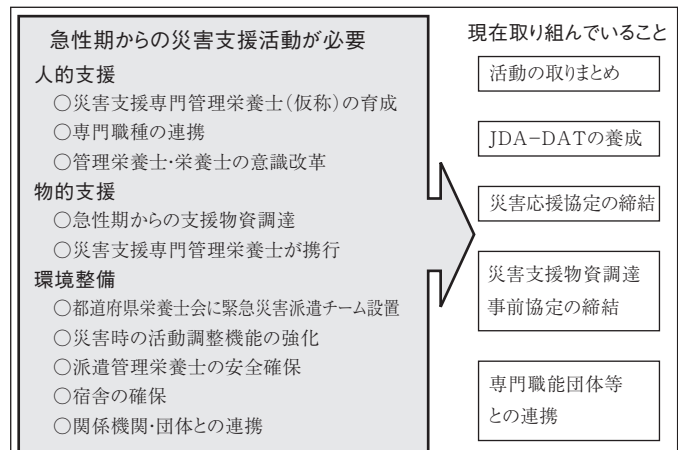 急性期からの災害支援活動が必要
人的支援
○災害支援専門管理栄養士(仮称)の育成
○専門職種の連携
○管理栄養士・栄養士の意識改革
物的支援
○急性期からの支援物資調達
○災害支援専門管理栄養士が携行
環境整備
○都道府県栄養士会に緊急災害派遣チーム設置
○災害時の活動調整機能の強化
○派遣管理栄養士の安全確保
○宿舎の確保
○関係機関・団体との連携
現在取り組んでいること
活動の取りまとめ
JDA−DATの養成
災害応援協定の締結
災害支援物資調達
事前協定の締結
専門職能団体等
との連携